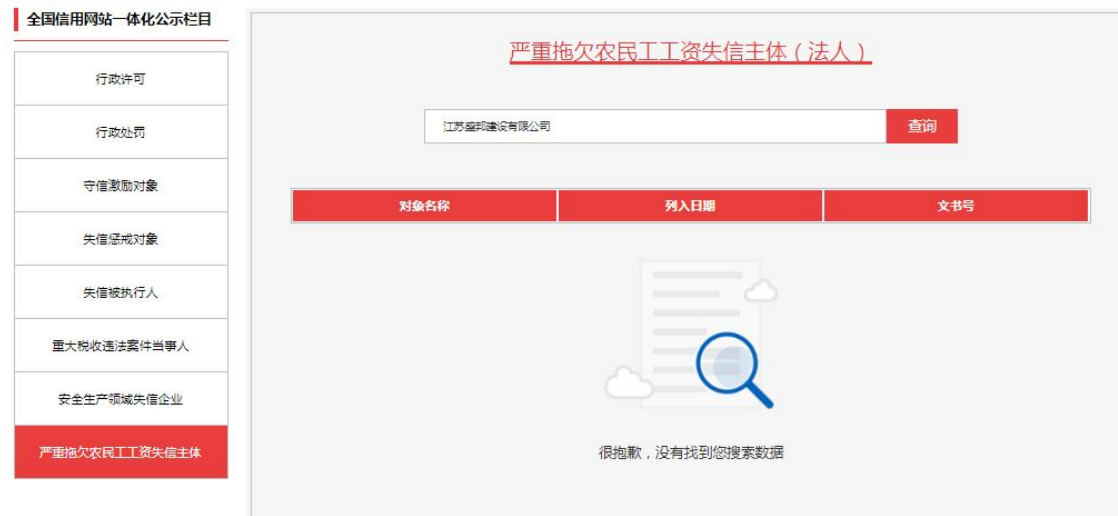 全国信用网站一体化公示栏目
行政许可
行政处罚
守信激励对象
失信惩戒对象
失信被执行人
重大税收违法案件当事人
安全生产领域失信企业
严重拖欠农民工工资失信主体
严重拖欠农民工工资失信主体（法人）
江苏盛邦建设有限公司
查询
对象名称 列入日期 文书号
很抱歉，没有找到您搜索数据